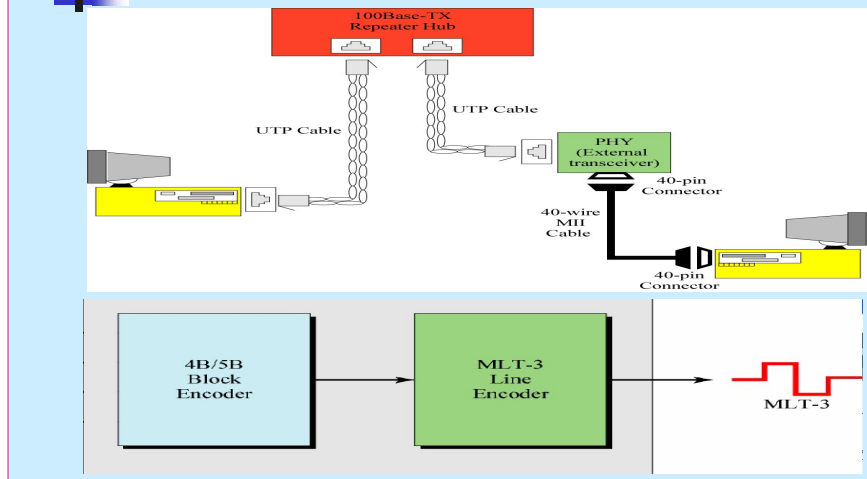 100Base-TX
Repeater Hub
UTP Cable
UTP Cable
PHY
(External
transceiver)
40-pin
Connector
40-wire
MII
Cable
40-pin
Connector
4B/5B
Block
Encoder
MLT-3
Line
Encoder
MLT-3